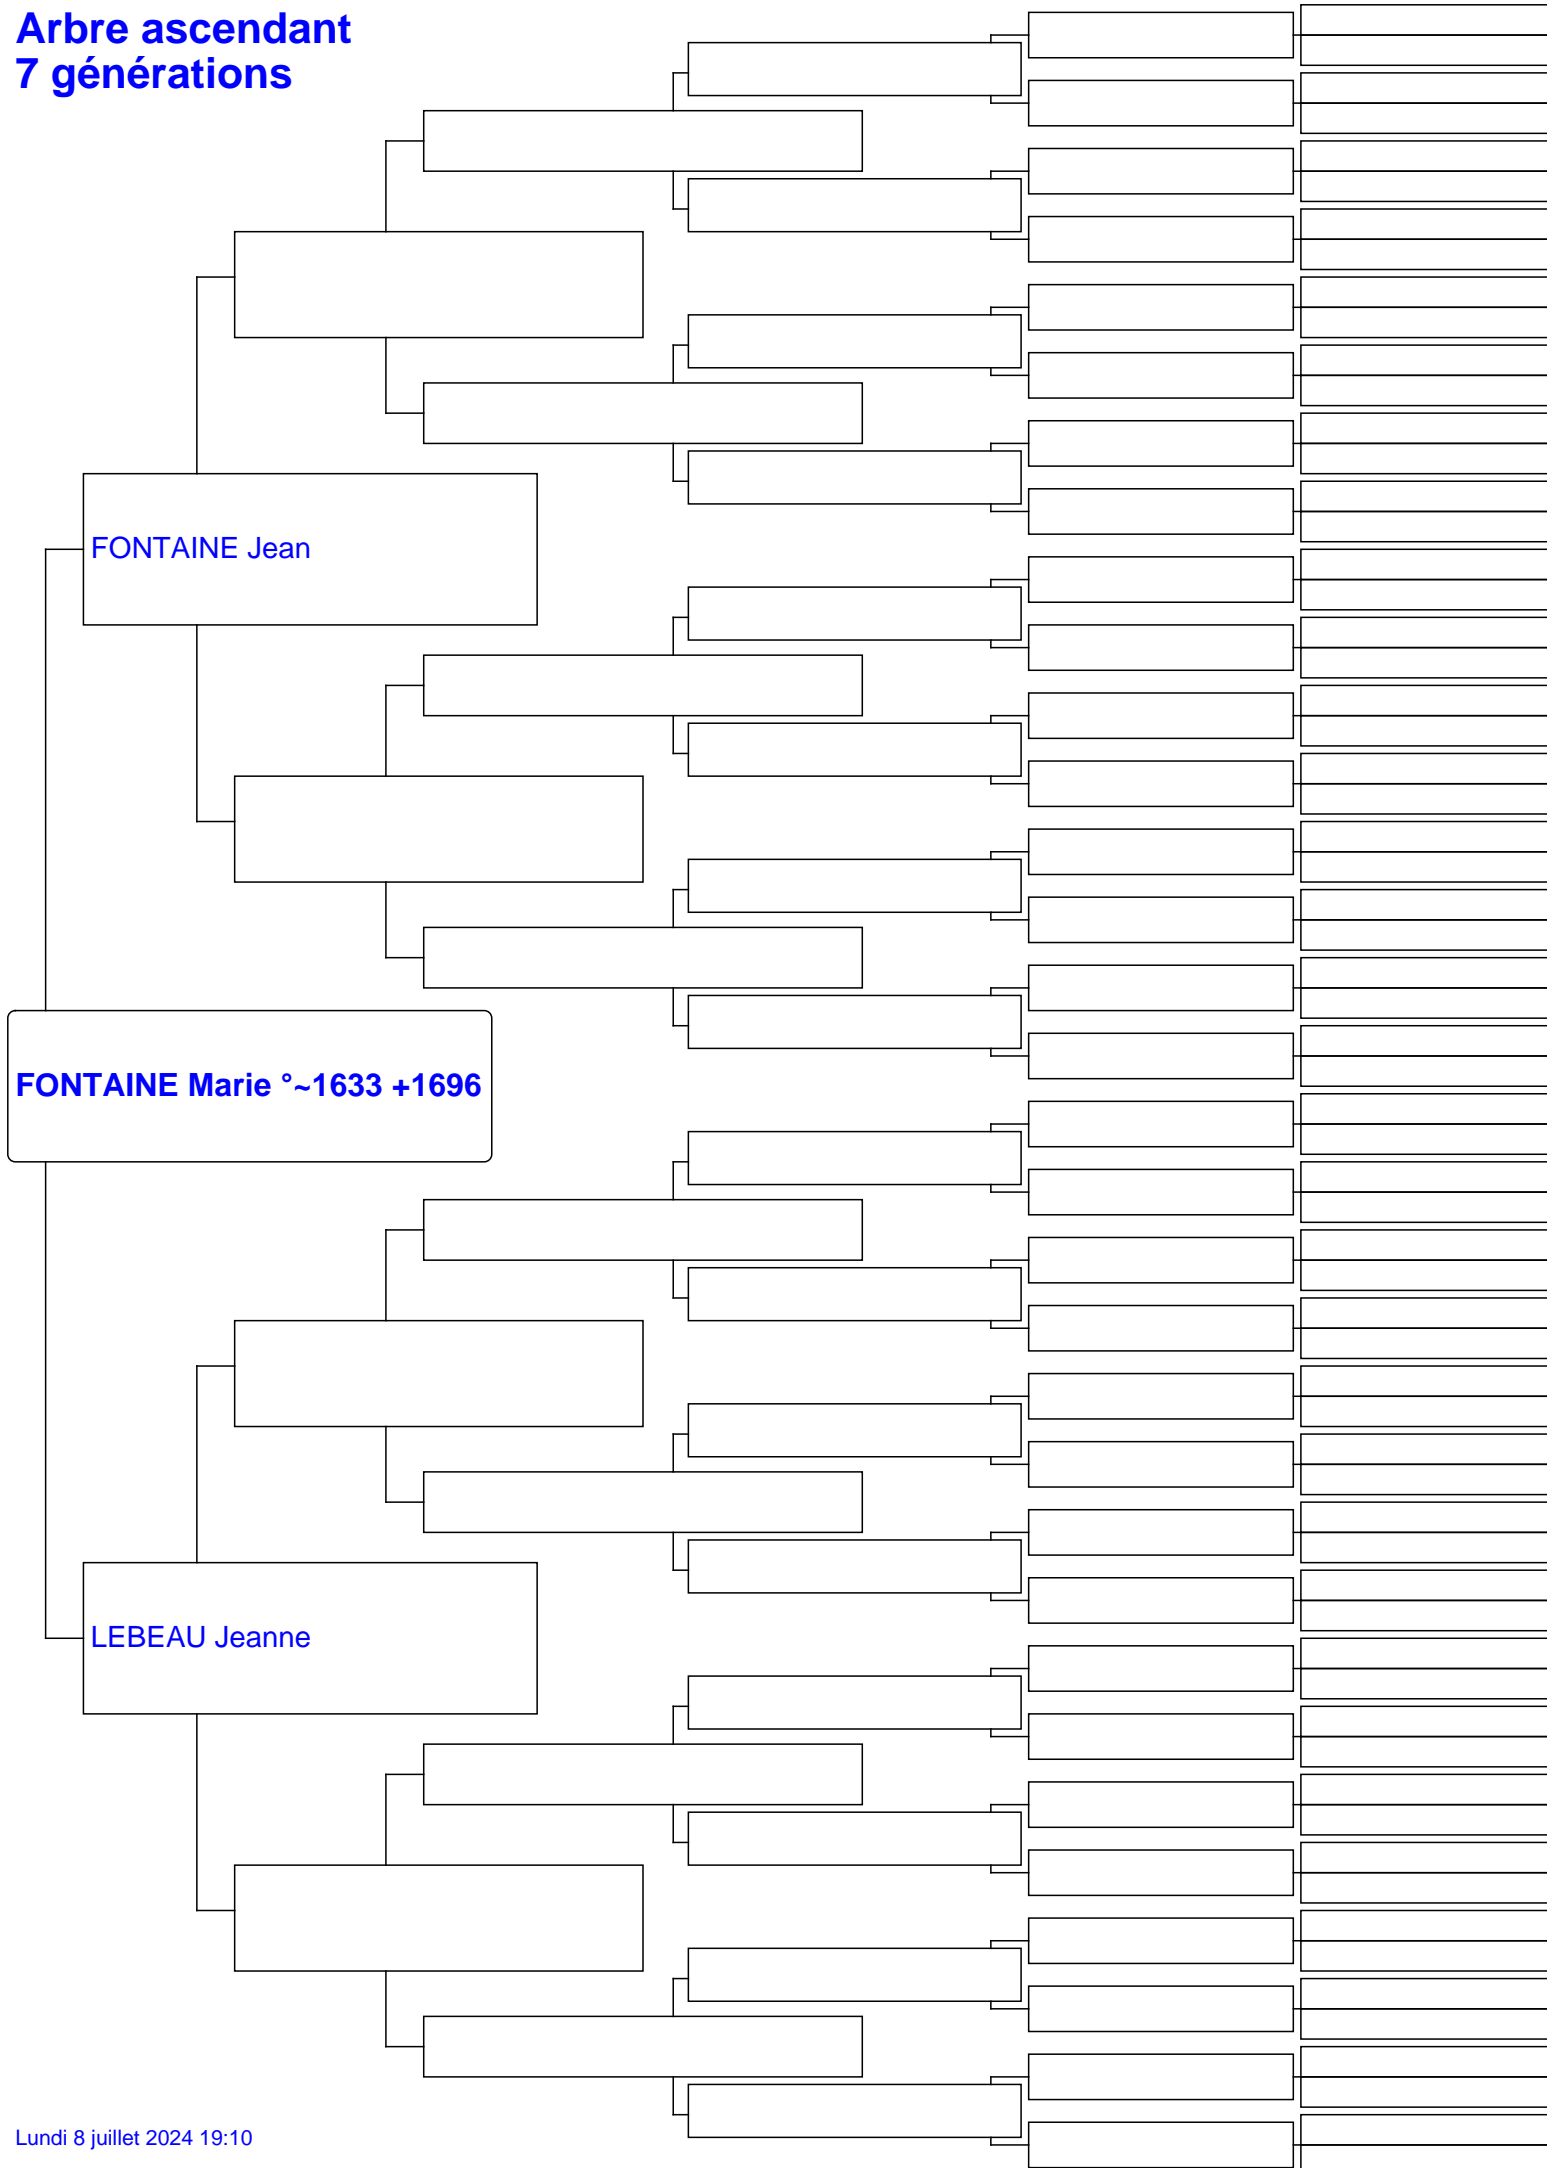 Arbre ascendant
7 générations
FONTAINE Jean
FONTAINE Marie °~1633 +1696
LEBEAU Jeanne
Lundi 8 juillet 2024 19:10